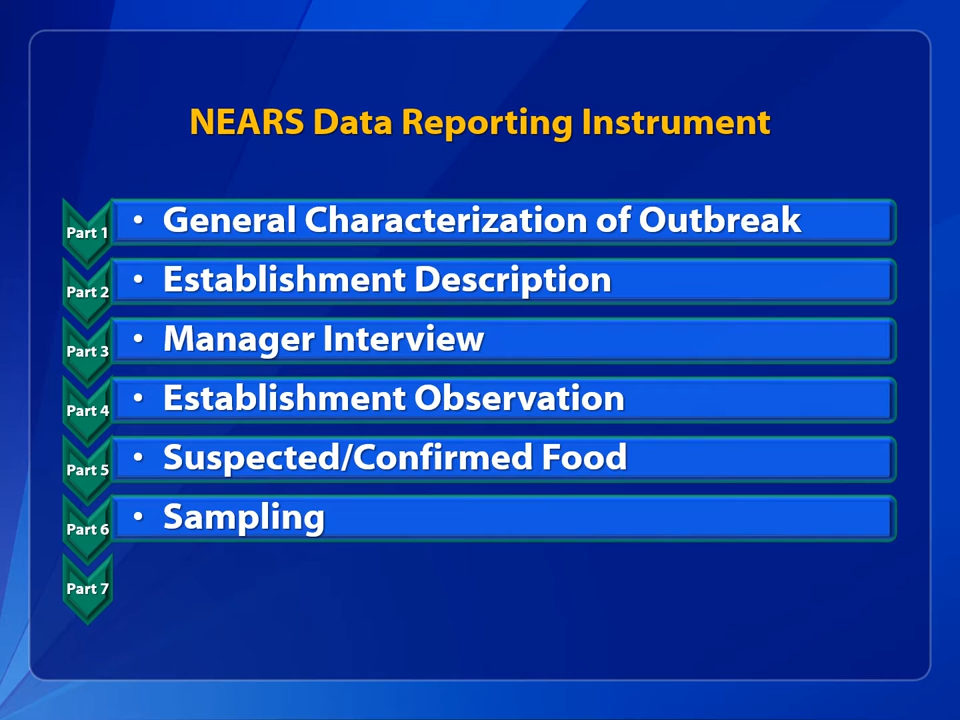 NEARS Data Reporting Instrument
Part 1 • General Characterization of Outbreak
Part 2 • Establishment Description
Part 3 • Manager Interview
Part 4 • Establishment Observation
Part 5 • Suspected/Confirmed Food
Part 6 • Sampling
Part 7